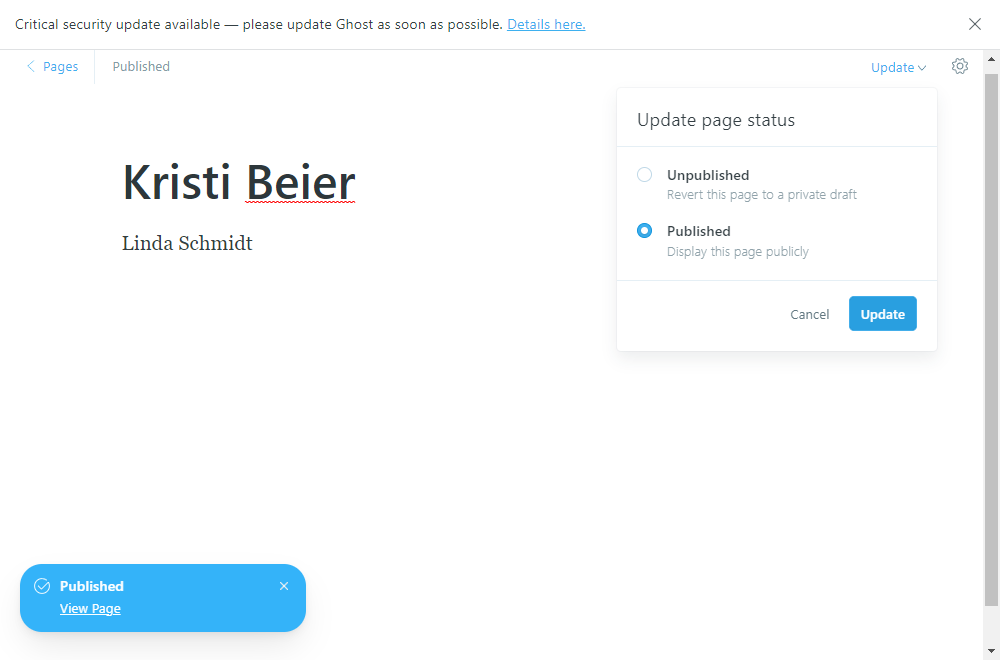 Critical security update available — please update Ghost as soon as possible. Details here.
Pages
Published
Update
Update page status
Kristi Beier
Linda Schmidt
Unpublished
Revert this page to a private draft
Published
Display this page publicly
Cancel
Update
Published
View Page